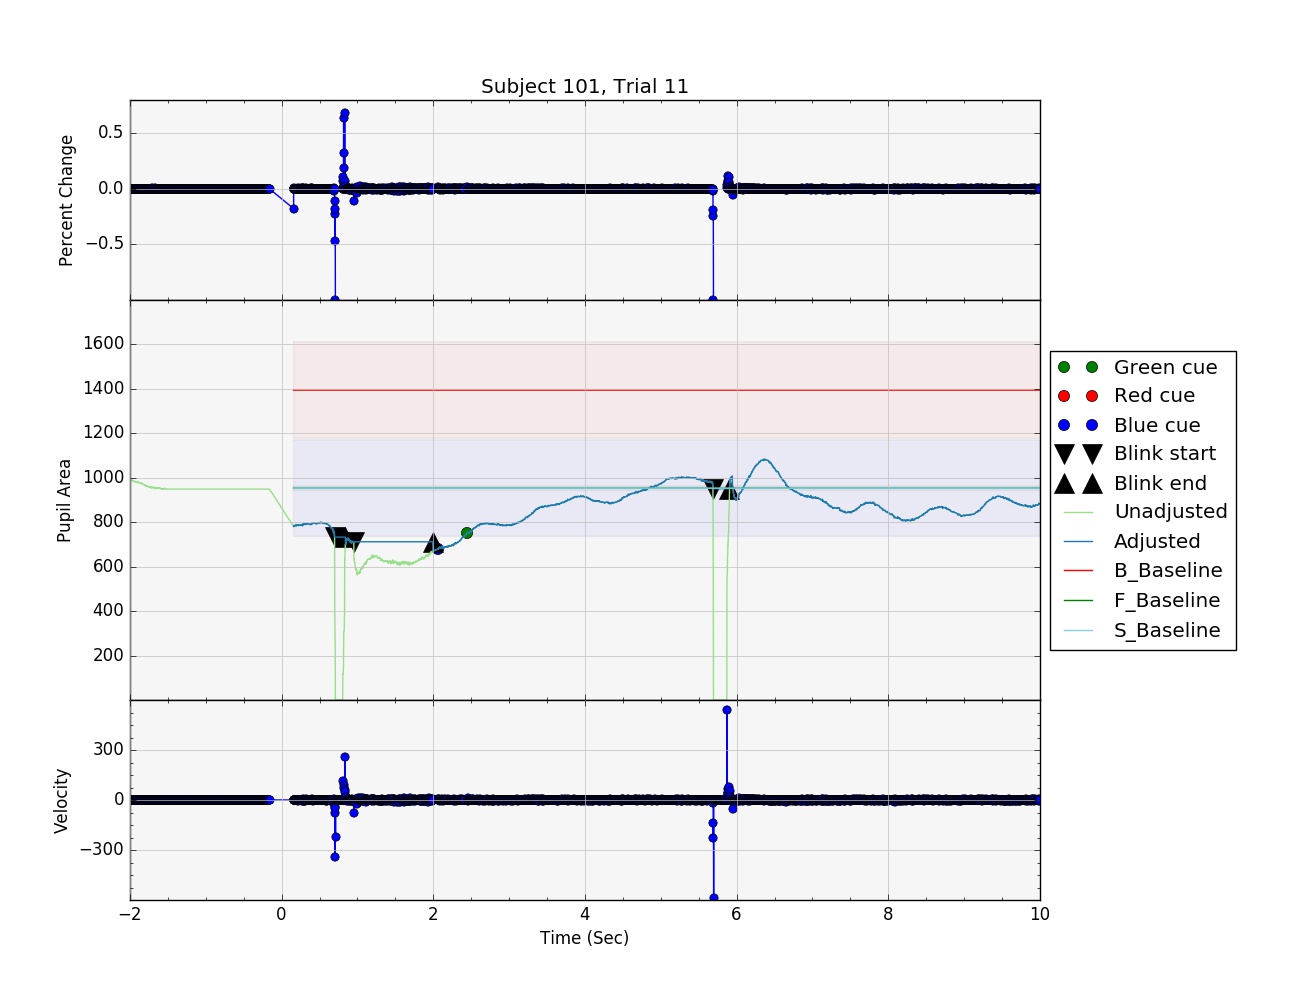 Subject 101, Trial 11
Percent Change
0.5
0.0
−0.5
Pupil Area
1600
1400
1200
1000
800
600
400
200
Velocity
300
0
−300
−2 0 2 4 6 8 10
Time (Sec)
Green cue
Red cue
Blue cue
Blink start
Blink end
Unadjusted
Adjusted
B_Baseline
F_Baseline
S_Baseline